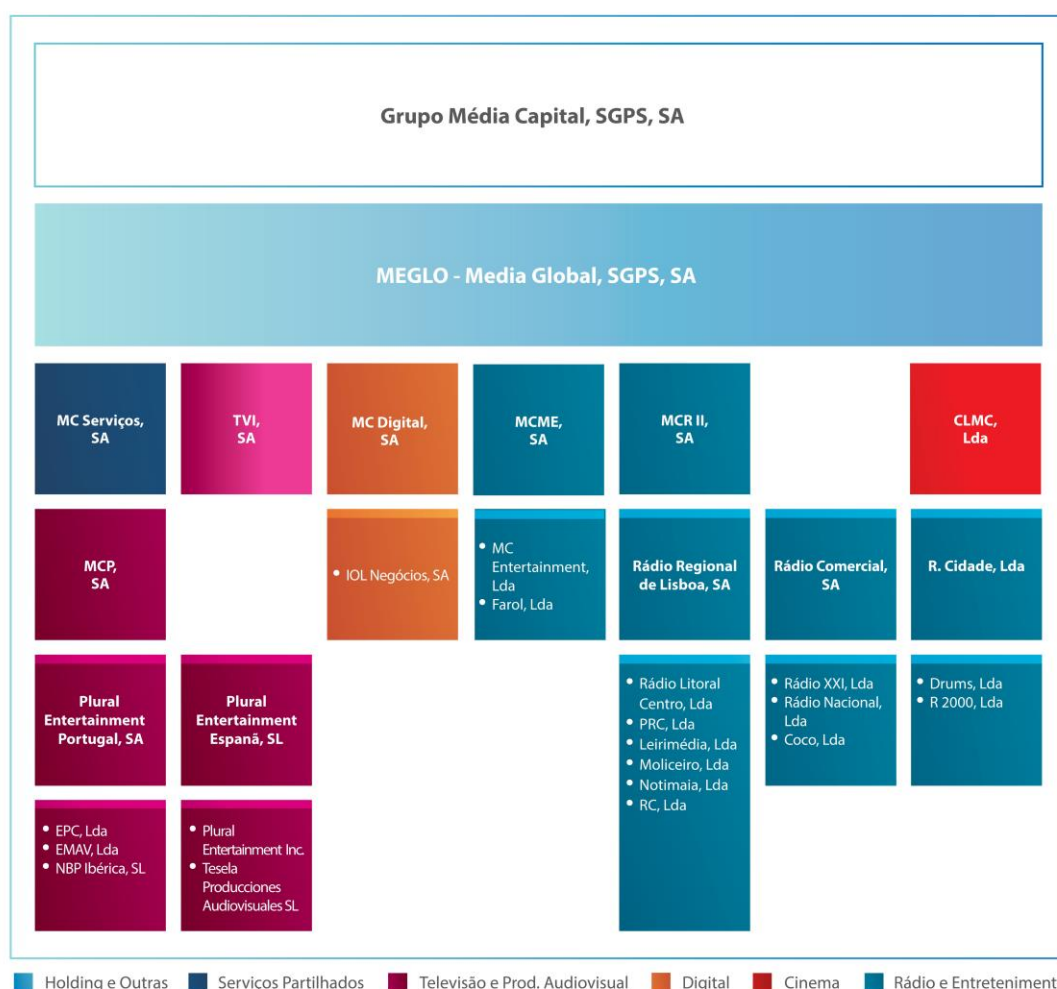 Grupo Média Capital, SGPS, SA
MEGLO - Media Global, SGPS, SA
MC Serviços,
SA
TVI,
SA
MC Digital,
SA
MCME,
SA
MCR II,
SA
CLMC,
Lda
MCP,
SA
• IOL Negócios, SA
• MC
Entertainment,
Lda
• Farol, Lda
Rádio Regional
de Lisboa, SA
Rádio Comercial,
SA
R. Cidade, Lda
Plural
Entertainment
Portugal, SA
Plural
Entertainment
Espanã, SL
• Rádio Litoral
Centro, Lda
• PRC, Lda
• Leirimédia, Lda
• Moliceiro, Lda
• Notimaia, Lda
• RC, Lda
• Rádio XXI, Lda
• Rádio Nacional,
Lda
• Coco, Lda
• Drums, Lda
• R 2000, Lda
• EPC, Lda
• EMAV, Lda
• NBP Ibérica, SL
• Plural
Entertainment Inc.
• Tesela
Producciones
Audiovisuales SL
Holding e Outras Serviços Partilhados Televisão e Prod. Audiovisual Digital Cinema Rádio e Entreteniment